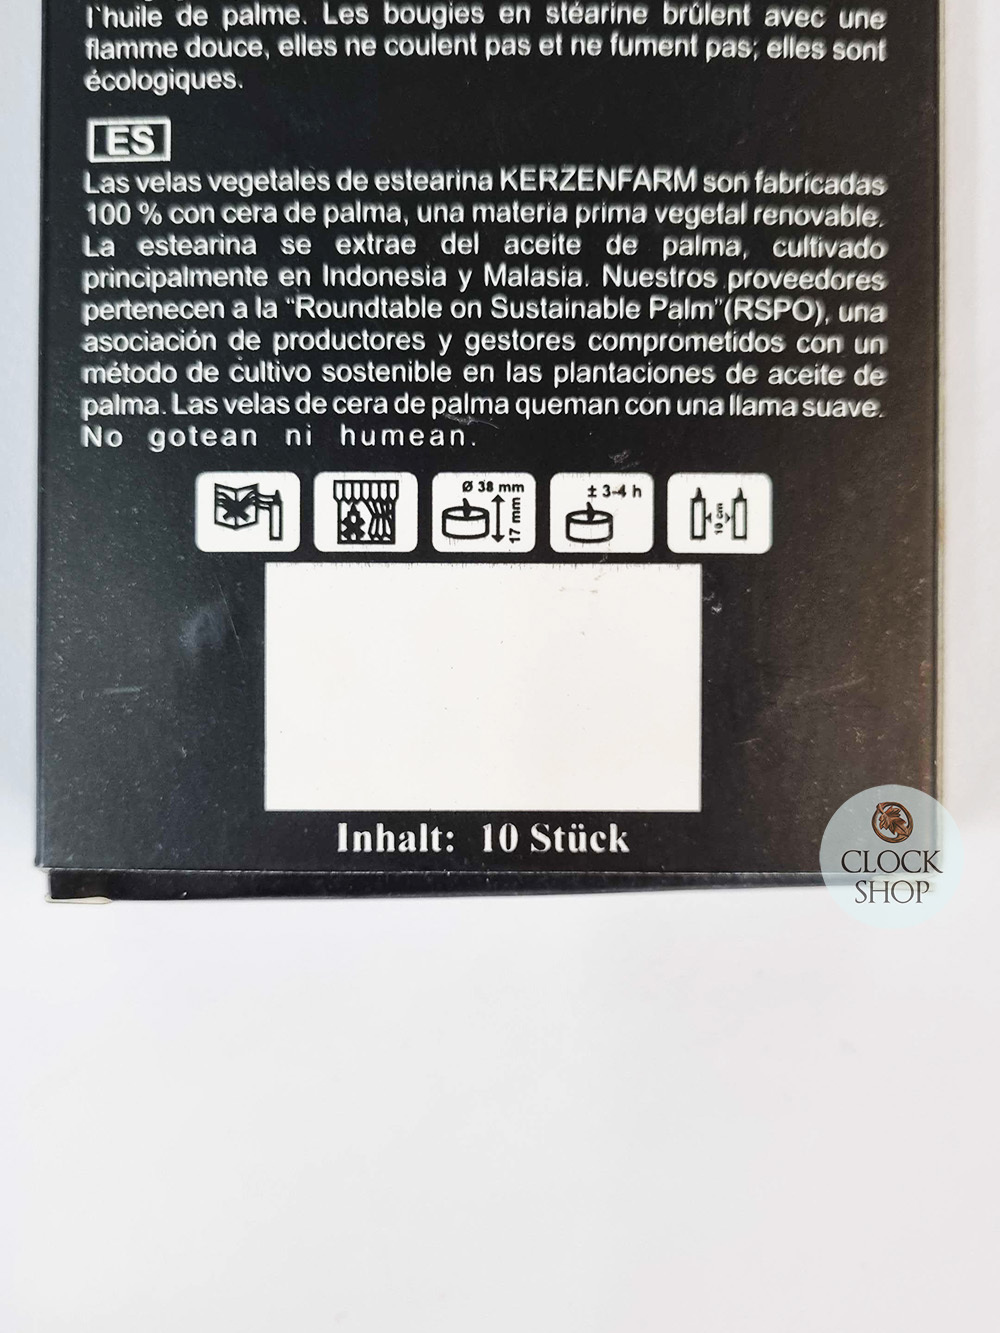 l'huile de palme. Les bougies en stéarine brûlent avec une
flamme douce, elles ne coulent pas et ne fument pas; elles sont
écologiques.
ES
Las velas vegetales de estearina KERZENFARM son fabricadas
100 % con cera de palma, una materia prima vegetal renovable.
La estearina se extrae del aceite de palma, cultivado
principalmente en Indonesia y Malasia. Nuestros proveedores
pertenecen a la "Roundtable on Sustainable Palm"(RSPO), una
asociación de productores y gestores comprometidos con un
método de cultivo sostenible en las plantaciones de aceite de
palma. Las velas de cera de palma queman con una llama suave.
No gotean ni humean.
Ø 38 mm
17 mm
± 3-4 h
10 cm
Inhalt: 10 Stück
CLOCK
SHOP